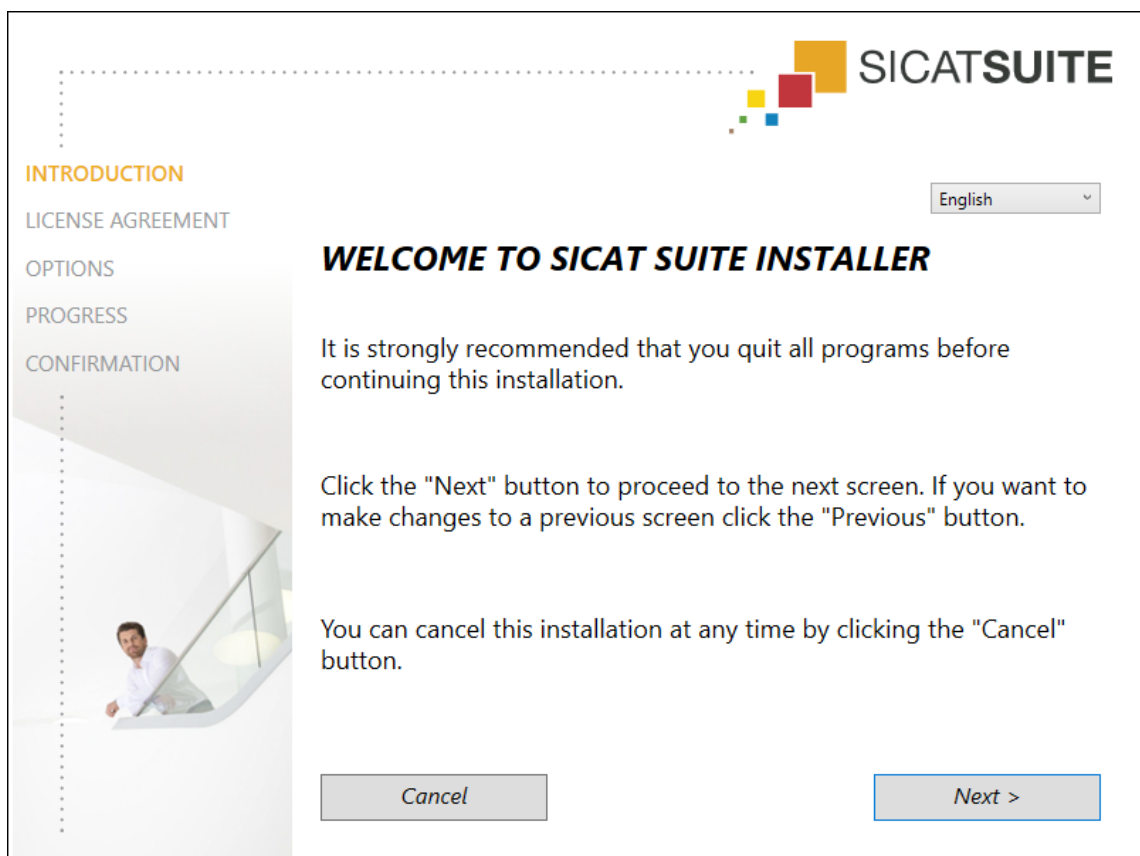 SICATSUITE
INTRODUCTION
LICENSE AGREEMENT
OPTIONS
PROGRESS
CONFIRMATION
English
WELCOME TO SICAT SUITE INSTALLER
It is strongly recommended that you quit all programs before
continuing this installation.
Click the "Next" button to proceed to the next screen. If you want to
make changes to a previous screen click the "Previous" button.
You can cancel this installation at any time by clicking the "Cancel"
button.
Cancel
Next >